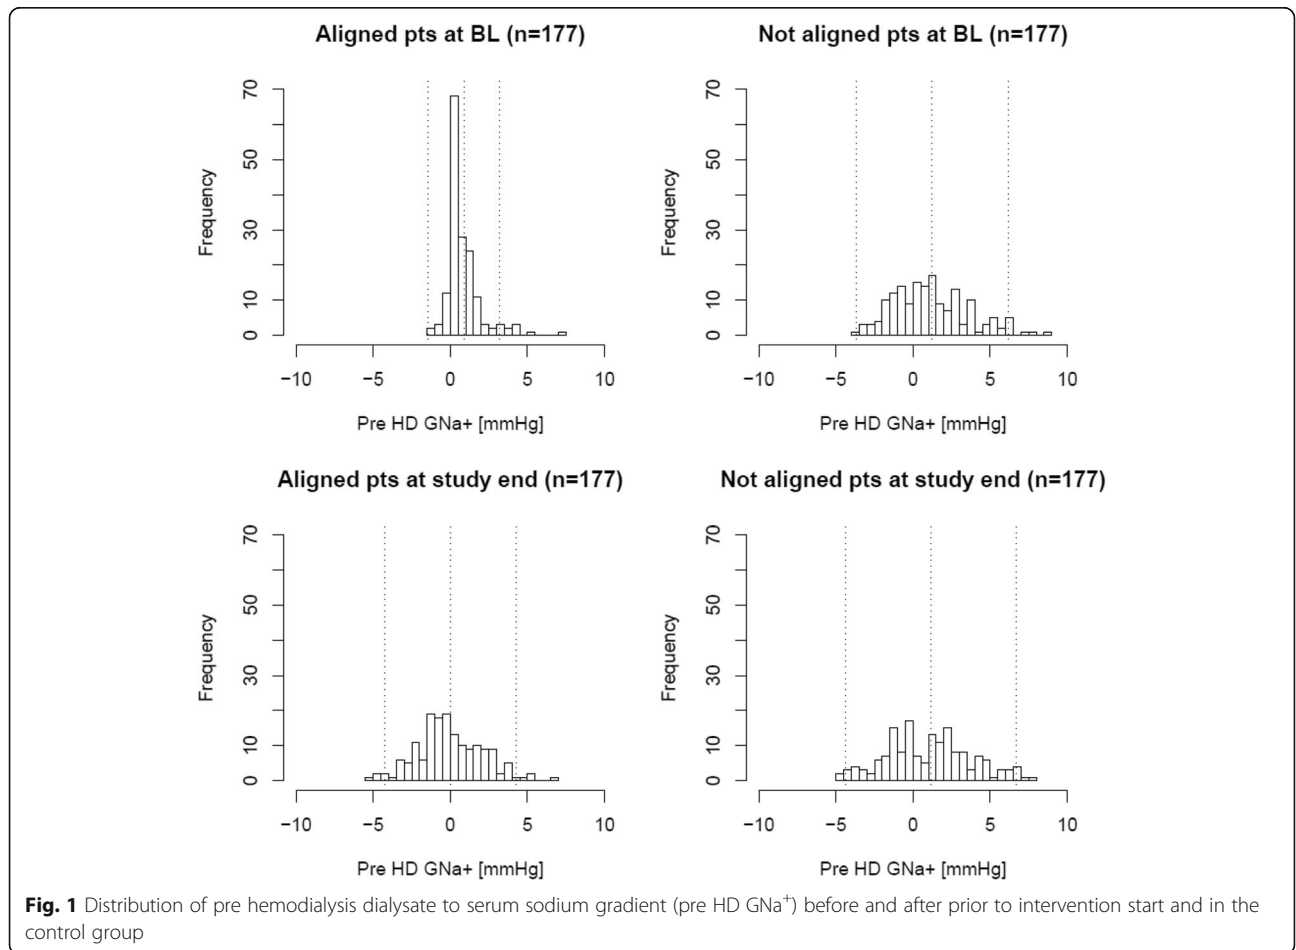 Aligned pts at BL (n=177)
70
50
30
10
0
Frequency
−10 −5 0 5 10
Pre HD GNa+ [mmHg]
Not aligned pts at BL (n=177)
70
50
30
10
0
Frequency
−10 −5 0 5 10
Pre HD GNa+ [mmHg]
Aligned pts at study end (n=177)
70
50
30
10
0
Frequency
−10 −5 0 5 10
Pre HD GNa+ [mmHg]
Not aligned pts at study end (n=177)
70
50
30
10
0
Frequency
−10 −5 0 5 10
Pre HD GNa+ [mmHg]
Fig. 1 Distribution of pre hemodialysis dialysate to serum sodium gradient (pre HD GNa⁺) before and after prior to intervention start and in the
control group